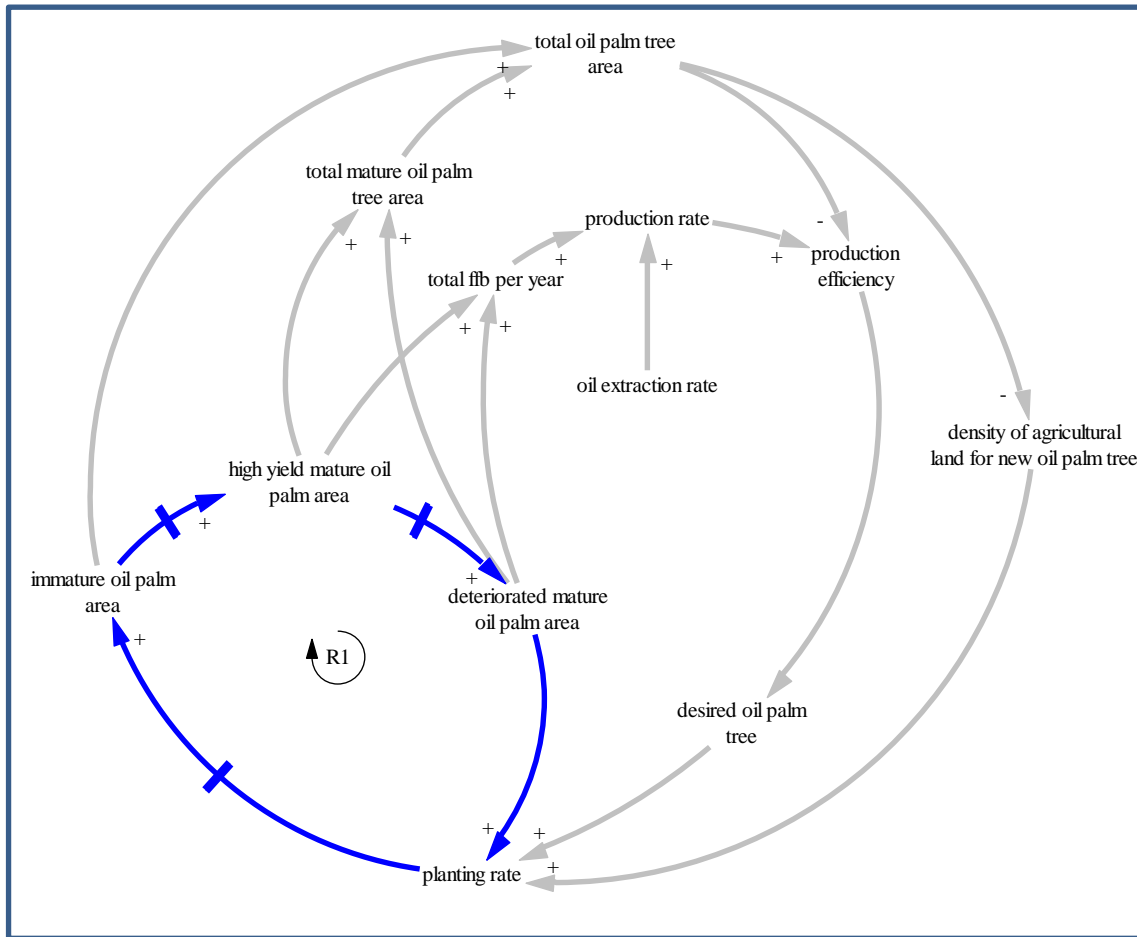 total oil palm tree
area
+
+
total mature oil palm
tree area
+
+
production rate
-
+
+
+
production
efficiency
total ffb per year
+
+
oil extraction rate
-
density of agricultural
land for new oil palm tree
high yield mature oil
palm area
+
+
immature oil palm
area
deteriorated mature
oil palm area
+
R1
desired oil palm
tree
+
+
+
planting rate